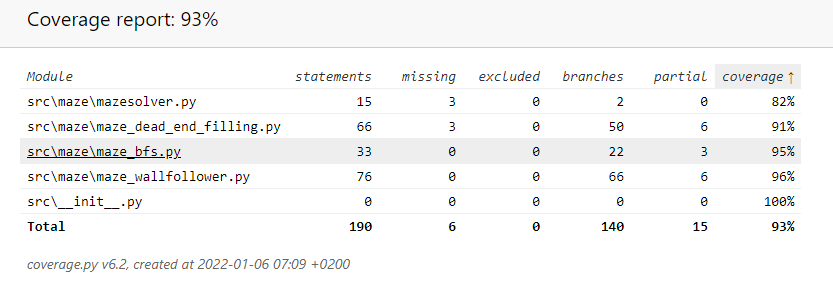 Coverage report: 93%
Module statements missing excluded branches partial coverage ↑
src\maze\mazesolver.py 15 3 0 2 0 82%
src\maze\maze_dead_end_filling.py 66 3 0 50 6 91%
src\maze\maze_bfs.py 33 0 0 22 3 95%
src\maze\maze_wallfollower.py 76 0 0 66 6 96%
src\__init__.py 0 0 0 0 0 100%
Total 190 6 0 140 15 93%
coverage.py v6.2, created at 2022-01-06 07:09 +0200